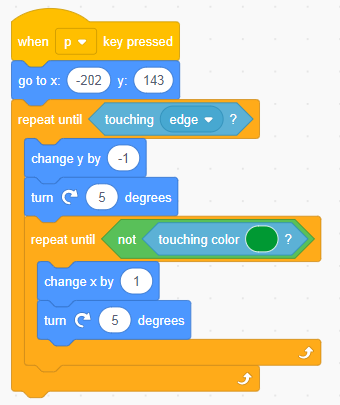 when p key pressed
go to x: -202 y: 143
repeat until touching edge ?
change y by -1
turn 5 degrees
repeat until not touching color ?
change x by 1
turn 5 degrees